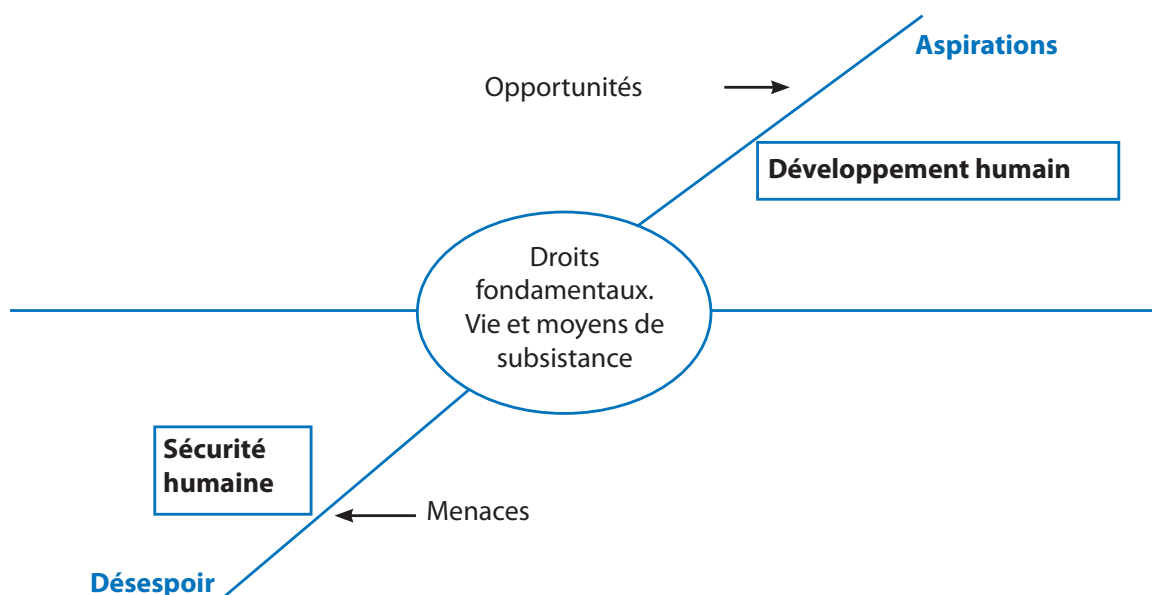 Aspirations
Opportunités
Développement humain
Droits
fondamentaux.
Vie et moyens de
subsistance
Sécurité
humaine
Menaces
Désespoir